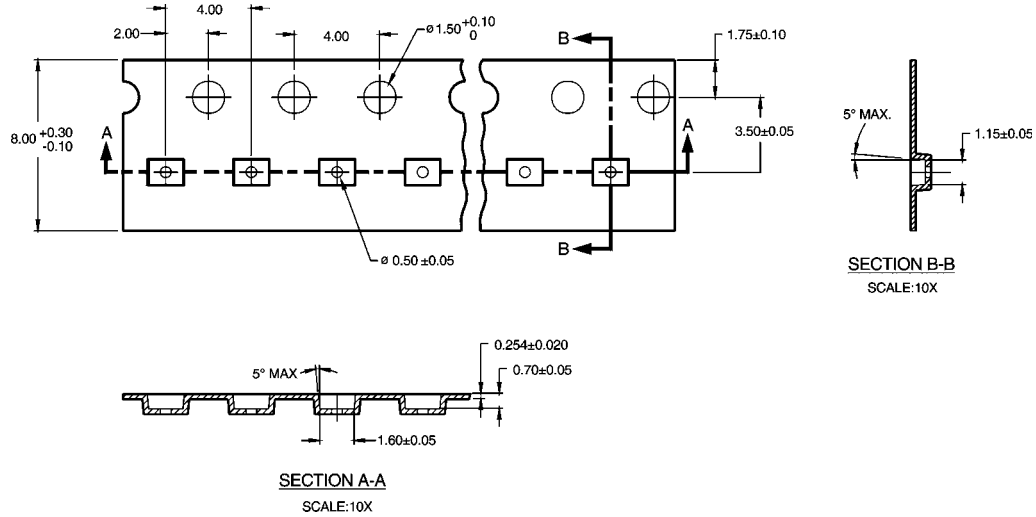 4.00
2.00
4.00
ø1.50 +0.10
0
B
1.75±0.10
8.00 +0.30
-0.10
A
A
3.50±0.05
5° MAX.
1.15±0.05
B
ø 0.50 ±0.05
SECTION B-B
SCALE:10X
0.254±0.020
5° MAX
0.70±0.05
1.60±0.05
SECTION A-A
SCALE:10X